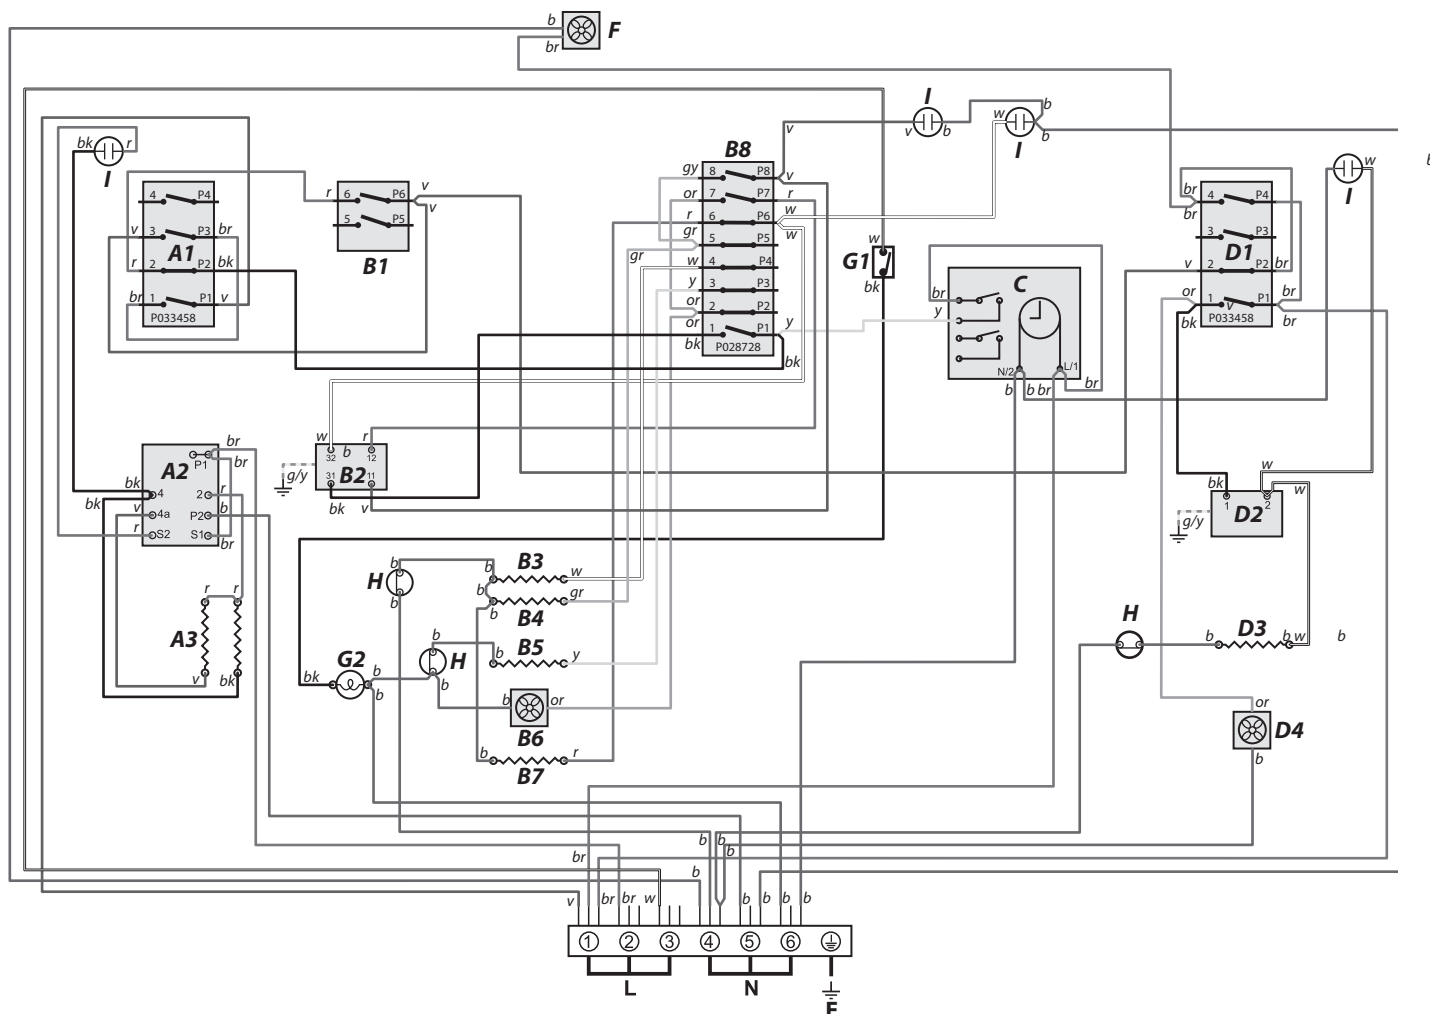 b
F
br
I
w
b
bk
r
I
v
b
I
b
v
B8
w
I
gy
8
P8
v
or
7
P7
r
r
6
P6
w
w
gr
5
P5
gr
w
4
P4
y
3
P3
or
2
P2
or
1
P1
y
bk
P028728
bk
4
P4
v
3
P3
br
A1
r
2
P2
bk
br
1
P1
v
P033458
r
6
P6
v
v
5
P5
B1
w
G1
bk
C
br
y
N/2
L/1
b
b
br
br
br
4
P4
br
3
P3
D1
v
2
P2
br
or
1
v
P1
br
bk
P033458
br
w
b
r
32
12
g/y
31
B2
11
bk
v
br
P1
br
A2
bk
4
2
r
bk
v
4a
P2
b
r
S2
S1
br
r
r
A3
v
bk
w
bk
w
1
2
g/y
D2
H
b
b
b
B3
w
b
gr
b
B4
b
B5
H
b
y
G2
bk
b
b
b
b
or
B6
b
r
B7
H
b
D3
b
w
b
or
D4
b
b
b
b
br
b
v
br
br
w
b
b
b
b
1
2
3
4
5
6
L
N
E